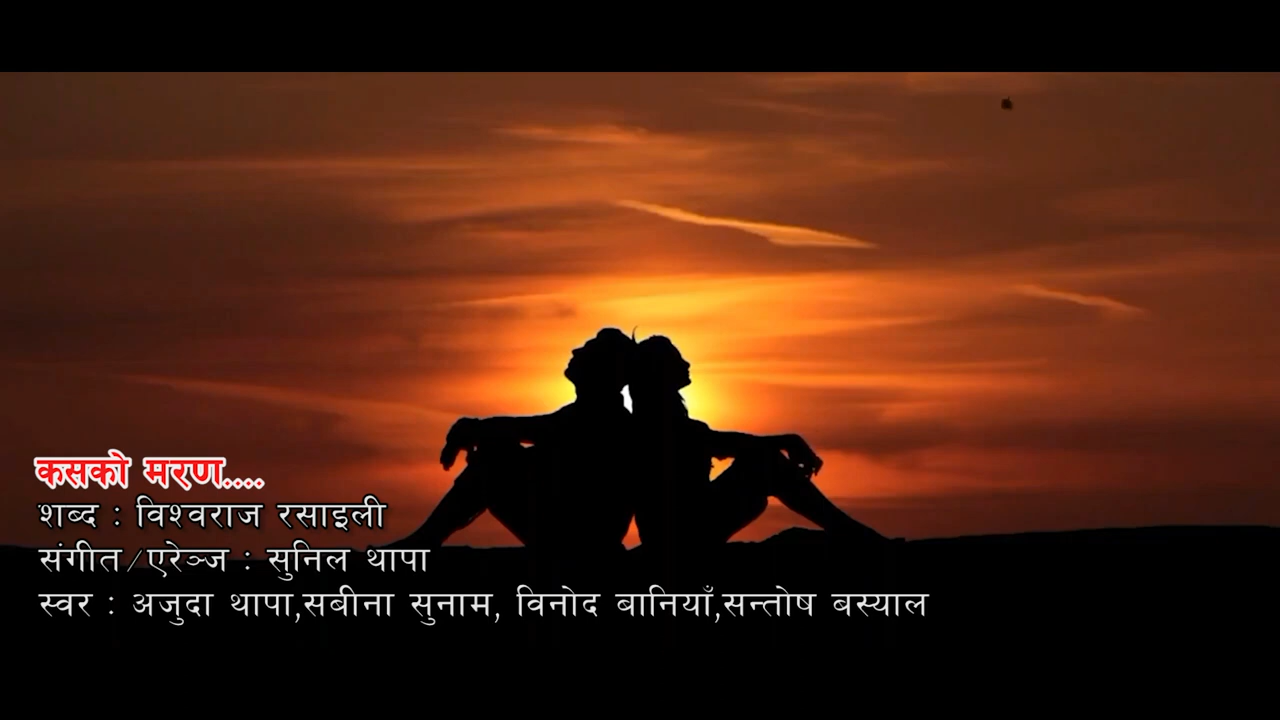 कसको मरण....
शब्द : विश्वराज रसाइली
संगीत/एरेञ्ज : सुनिल थापा
स्वर : अजुदा थापा,सबीना सुनाम, विनोद बानियाँ,सन्तोष बस्याल